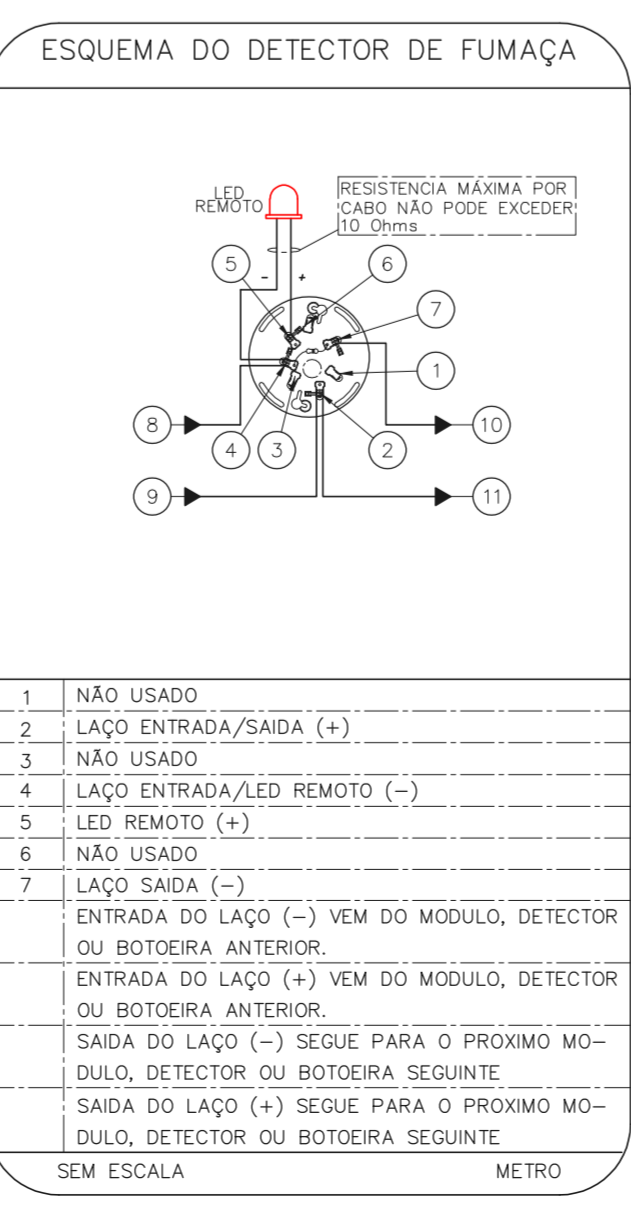 ESQUEMA DO DETECTOR DE FUMAÇA
LED
REMOTO
RESISTENCIA MÁXIMA POR
CABO NÃO PODE EXCEDER
10 Ohms
5
6
- +
7
1
8
10
4
3
2
9
11
1 NÃO USADO
2 LAÇO ENTRADA/SAIDA (+)
3 NÃO USADO
4 LAÇO ENTRADA/LED REMOTO (-)
5 LED REMOTO (+)
6 NÃO USADO
7 LAÇO SAIDA (-)
ENTRADA DO LAÇO (-) VEM DO MODULO, DETECTOR
OU BOTOEIRA ANTERIOR.
ENTRADA DO LAÇO (+) VEM DO MODULO, DETECTOR
OU BOTOEIRA ANTERIOR.
SAIDA DO LAÇO (-) SEGUE PARA O PROXIMO MO-
DULO, DETECTOR OU BOTOEIRA SEGUINTE
SAIDA DO LAÇO (+) SEGUE PARA O PROXIMO MO-
DULO, DETECTOR OU BOTOEIRA SEGUINTE
SEM ESCALA METRO